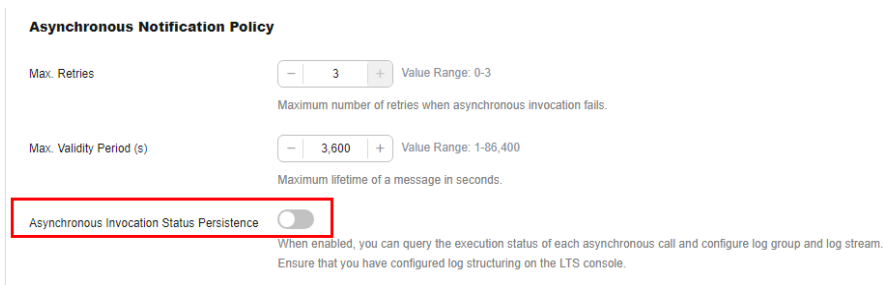 Asynchronous Notification Policy
Max. Retries
− 3 + Value Range: 0-3
Maximum number of retries when asynchronous invocation fails.
Max. Validity Period (s)
− 3,600 + Value Range: 1-86,400
Maximum lifetime of a message in seconds.
Asynchronous Invocation Status Persistence
When enabled, you can query the execution status of each asynchronous call and configure log group and log stream.
Ensure that you have configured log structuring on the LTS console.